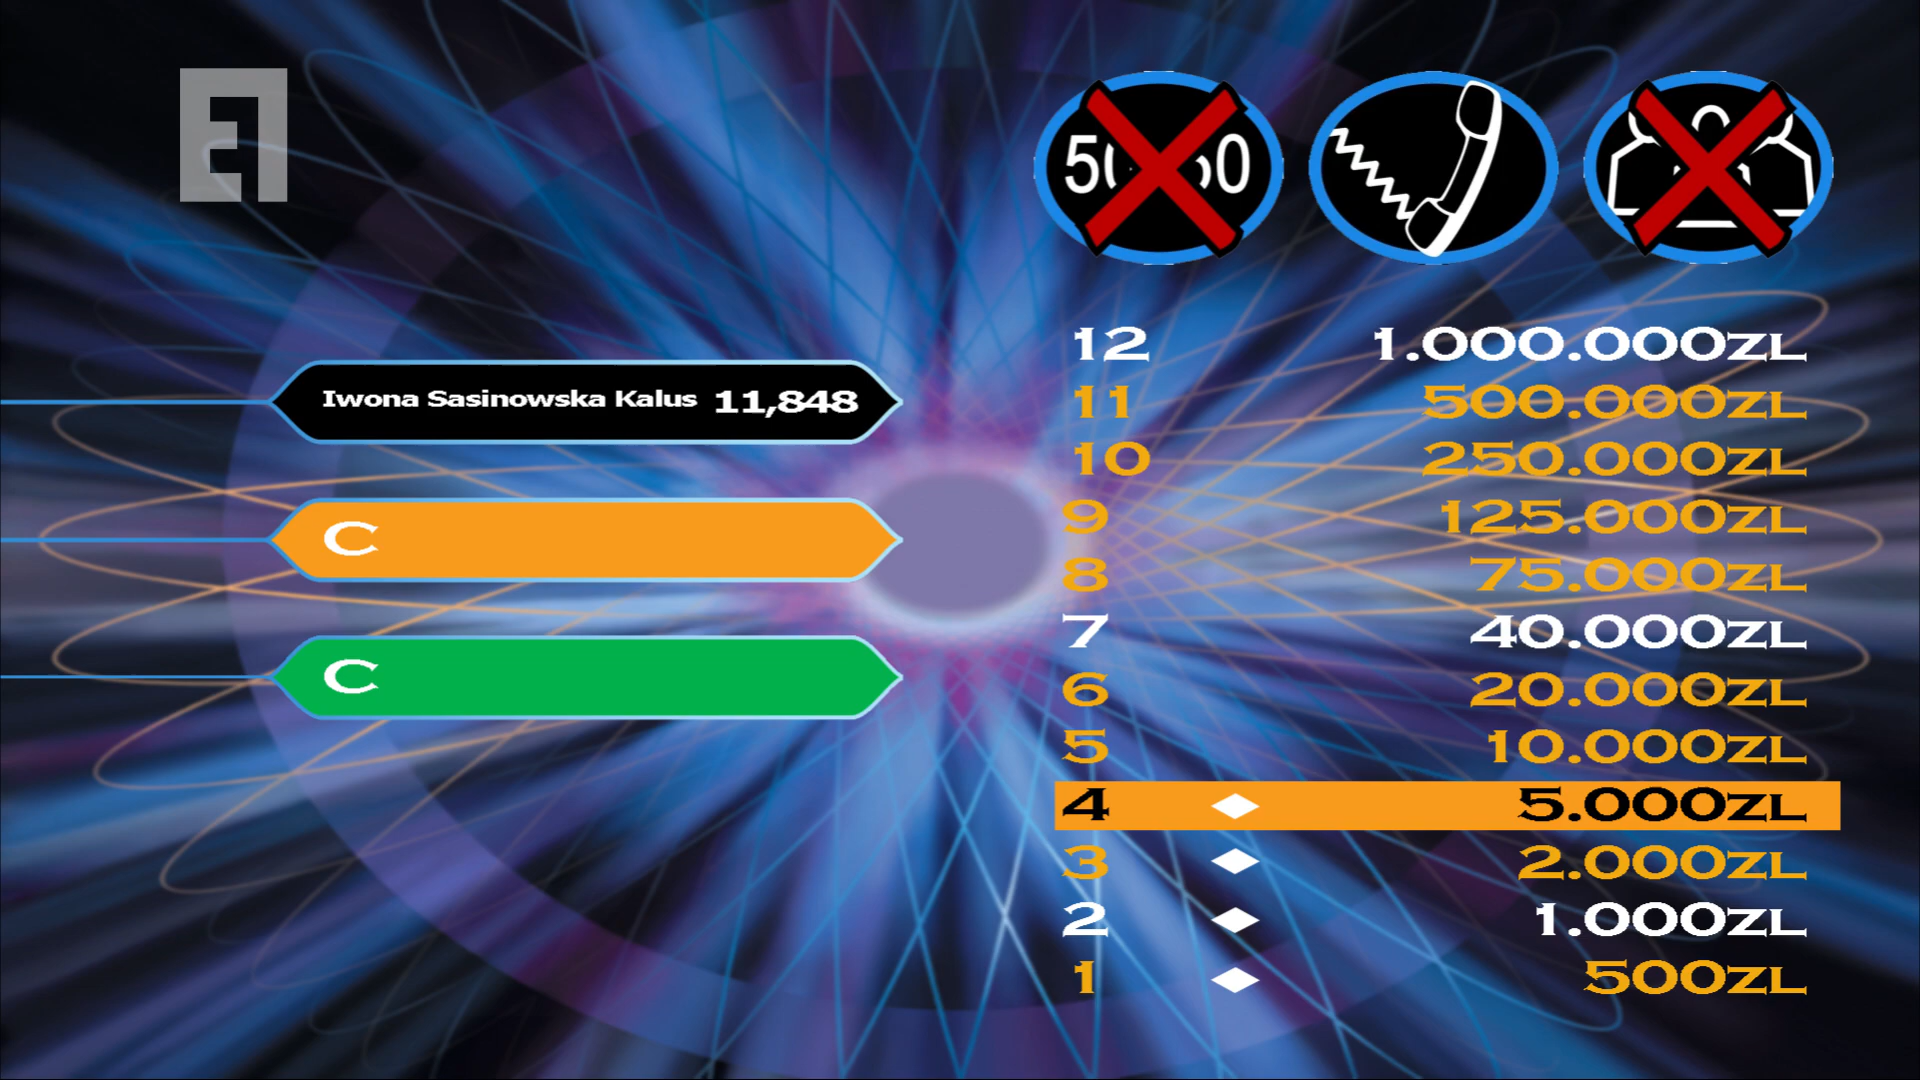 50:50
Iwona Sasinowska Kalus 11,848
C
C
12 1.000.000ZL
11 500.000ZL
10 250.000ZL
9 125.000ZL
8 75.000ZL
7 40.000ZL
6 20.000ZL
5 10.000ZL
4 5.000ZL
3 2.000ZL
2 1.000ZL
1 500ZL